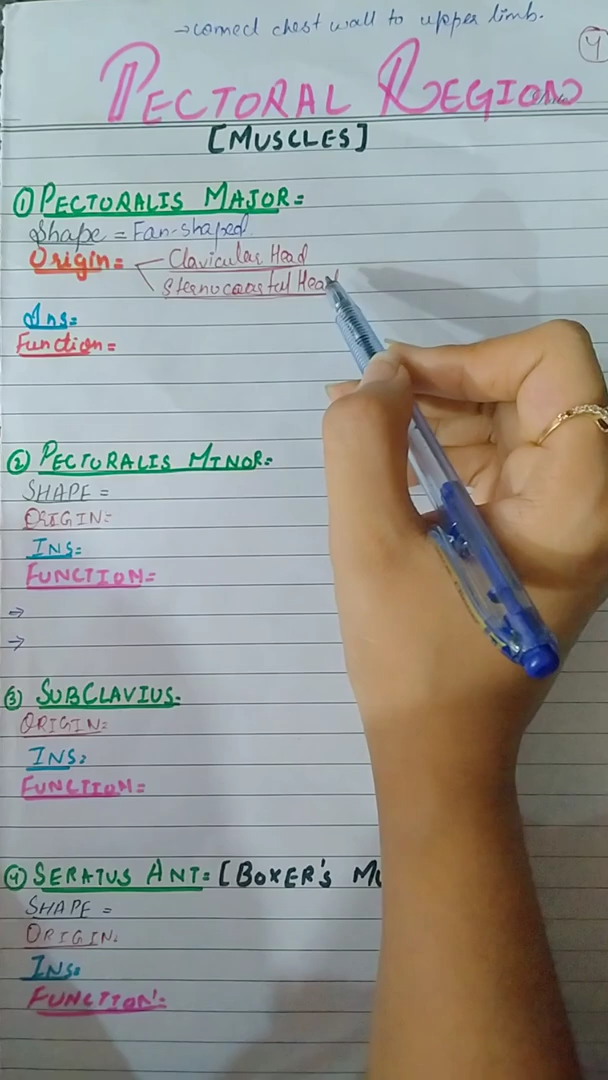 → conned chest wall to upper limb.
4
PECTORAL REGION
[MUSCLES]
① PECTORALIS MAJOR=
Shape = Fan-shaped.
Origin= Clavicular Head
Sternocoastul Head
Ins=
Function=
② PECTORALIS MINOR=
SHAPE =
ORIGIN=
INS=
FUNCTION=
→
→
③ SUBCLAVIUS=
ORIGIN=
INS=
FUNCTION=
④ SERATUS ANT= [BOXER'S
SHAPE =
ORIGIN=
INS=
FUNCTION=